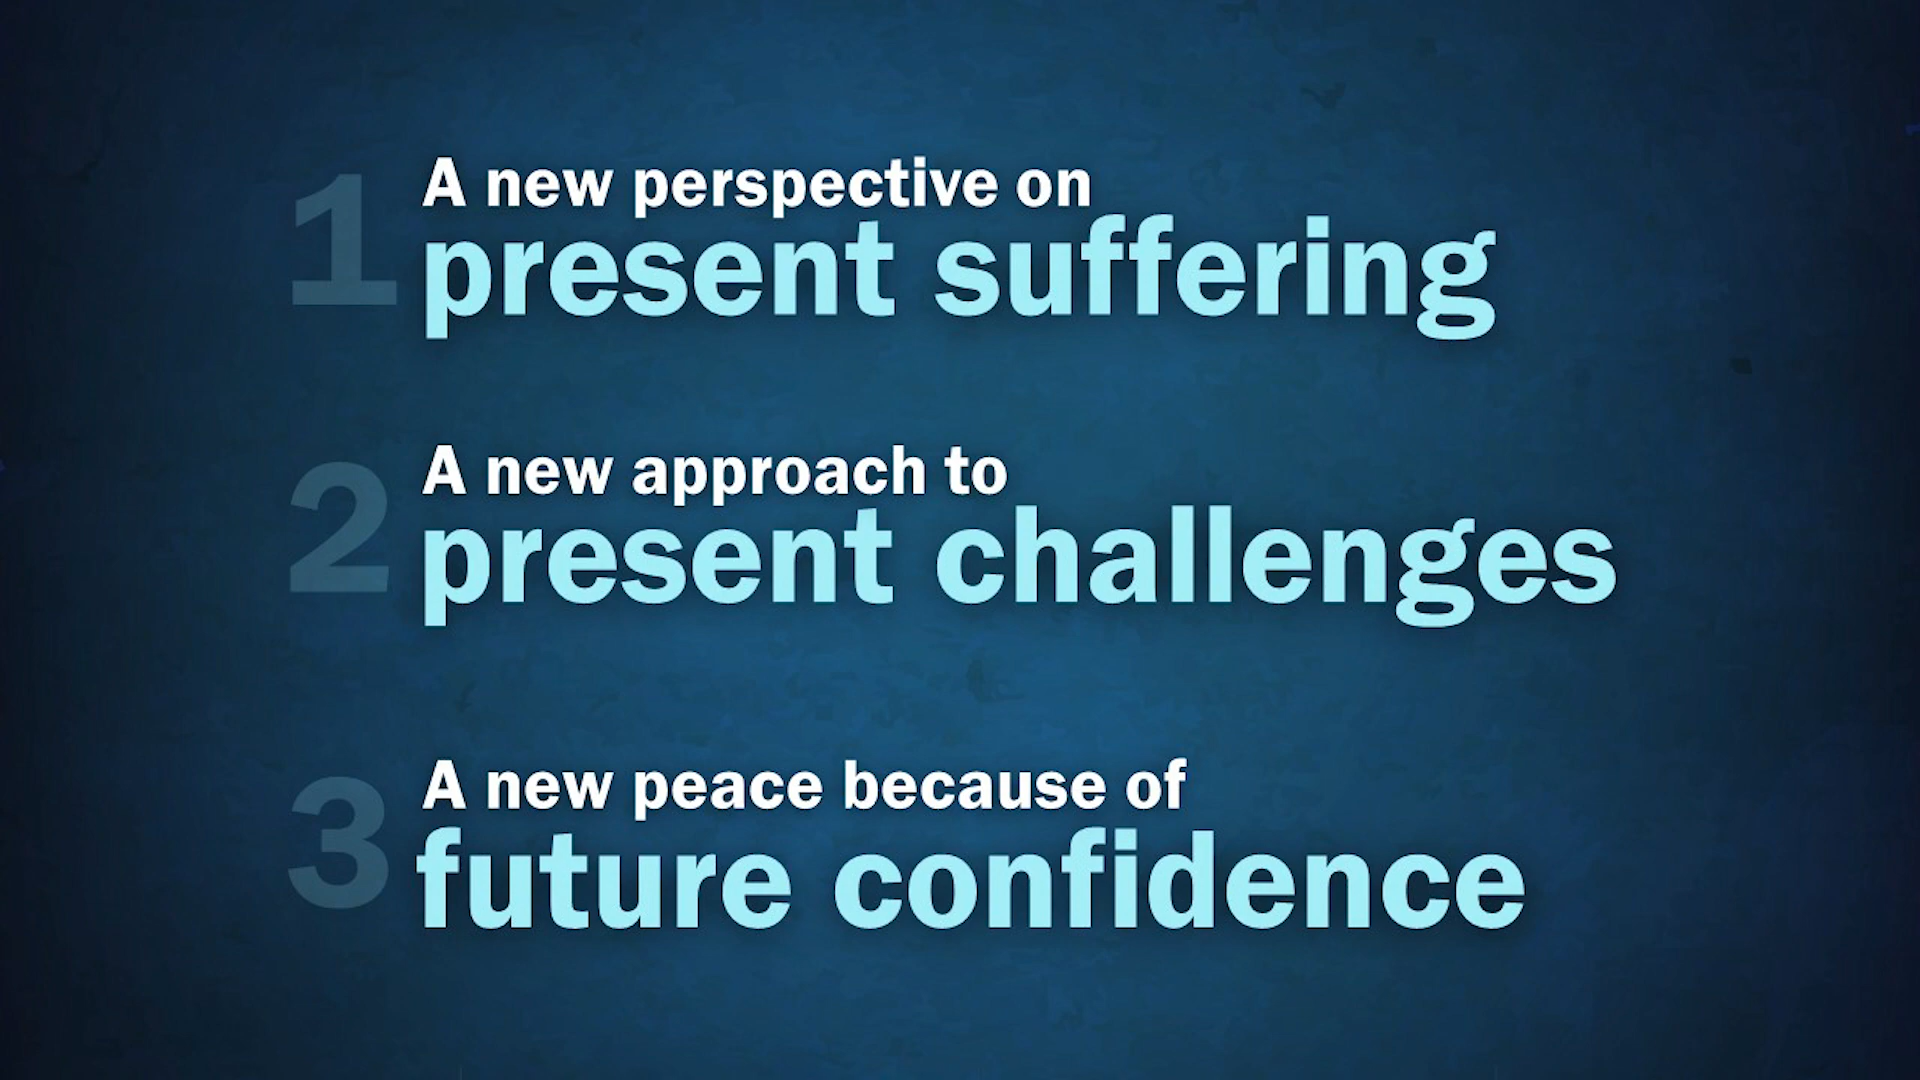 1
A new perspective on
present suffering
2
A new approach to
present challenges
3
A new peace because of
future confidence